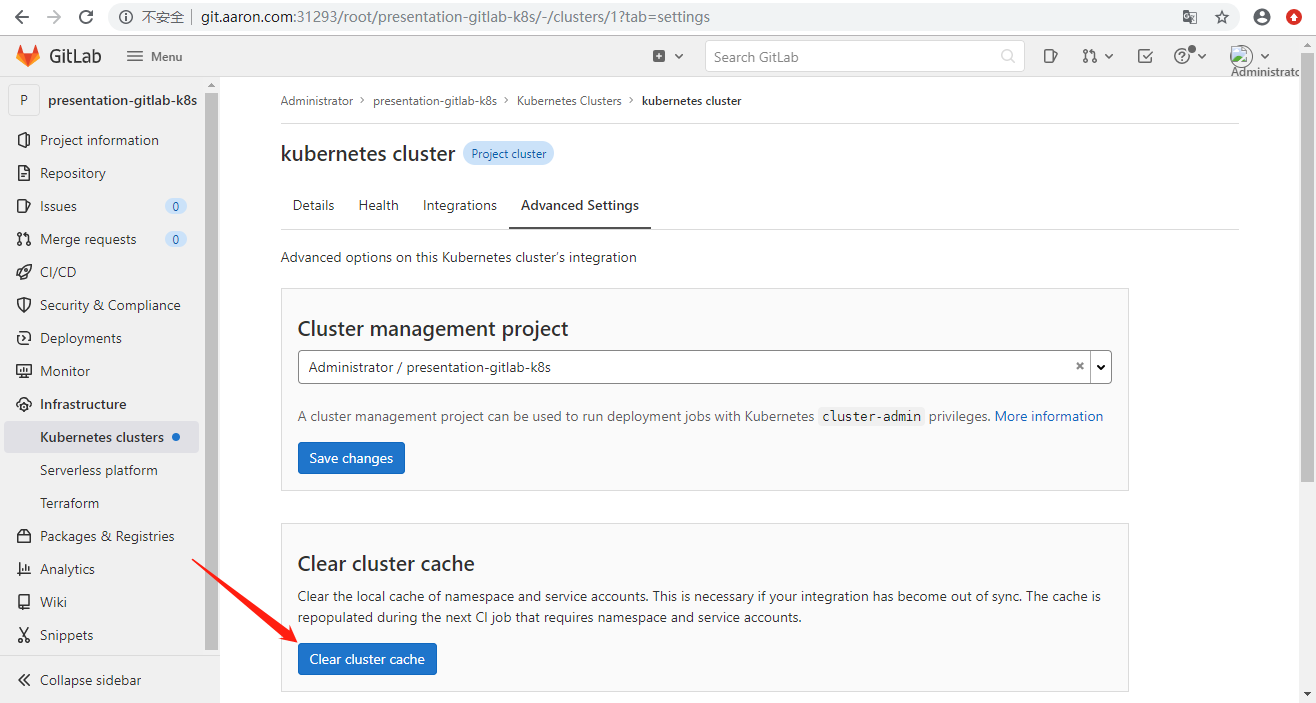 不安全 git.aaron.com:31293/root/presentation-gitlab-k8s/-/clusters/1?tab=settings
GitLab Menu Search GitLab Administrato
P presentation-gitlab-k8s
Project information
Repository
Issues 0
Merge requests 0
CI/CD
Security & Compliance
Deployments
Monitor
Infrastructure
Kubernetes clusters
Serverless platform
Terraform
Packages & Registries
Analytics
Wiki
Snippets
Collapse sidebar
Administrator > presentation-gitlab-k8s > Kubernetes Clusters > kubernetes cluster
kubernetes cluster Project cluster
Details Health Integrations Advanced Settings
Advanced options on this Kubernetes cluster's integration
Cluster management project
Administrator / presentation-gitlab-k8s
A cluster management project can be used to run deployment jobs with Kubernetes cluster-admin privileges. More information
Save changes
Clear cluster cache
Clear the local cache of namespace and service accounts. This is necessary if your integration has become out of sync. The cache is
repopulated during the next CI job that requires namespace and service accounts.
Clear cluster cache